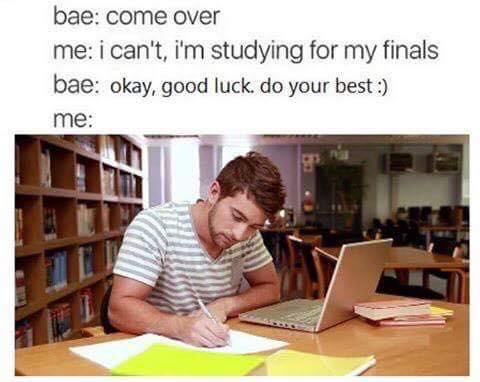 bae: come over
me: i can't, i'm studying for my finals
bae: okay, good luck. do your best :)
me: